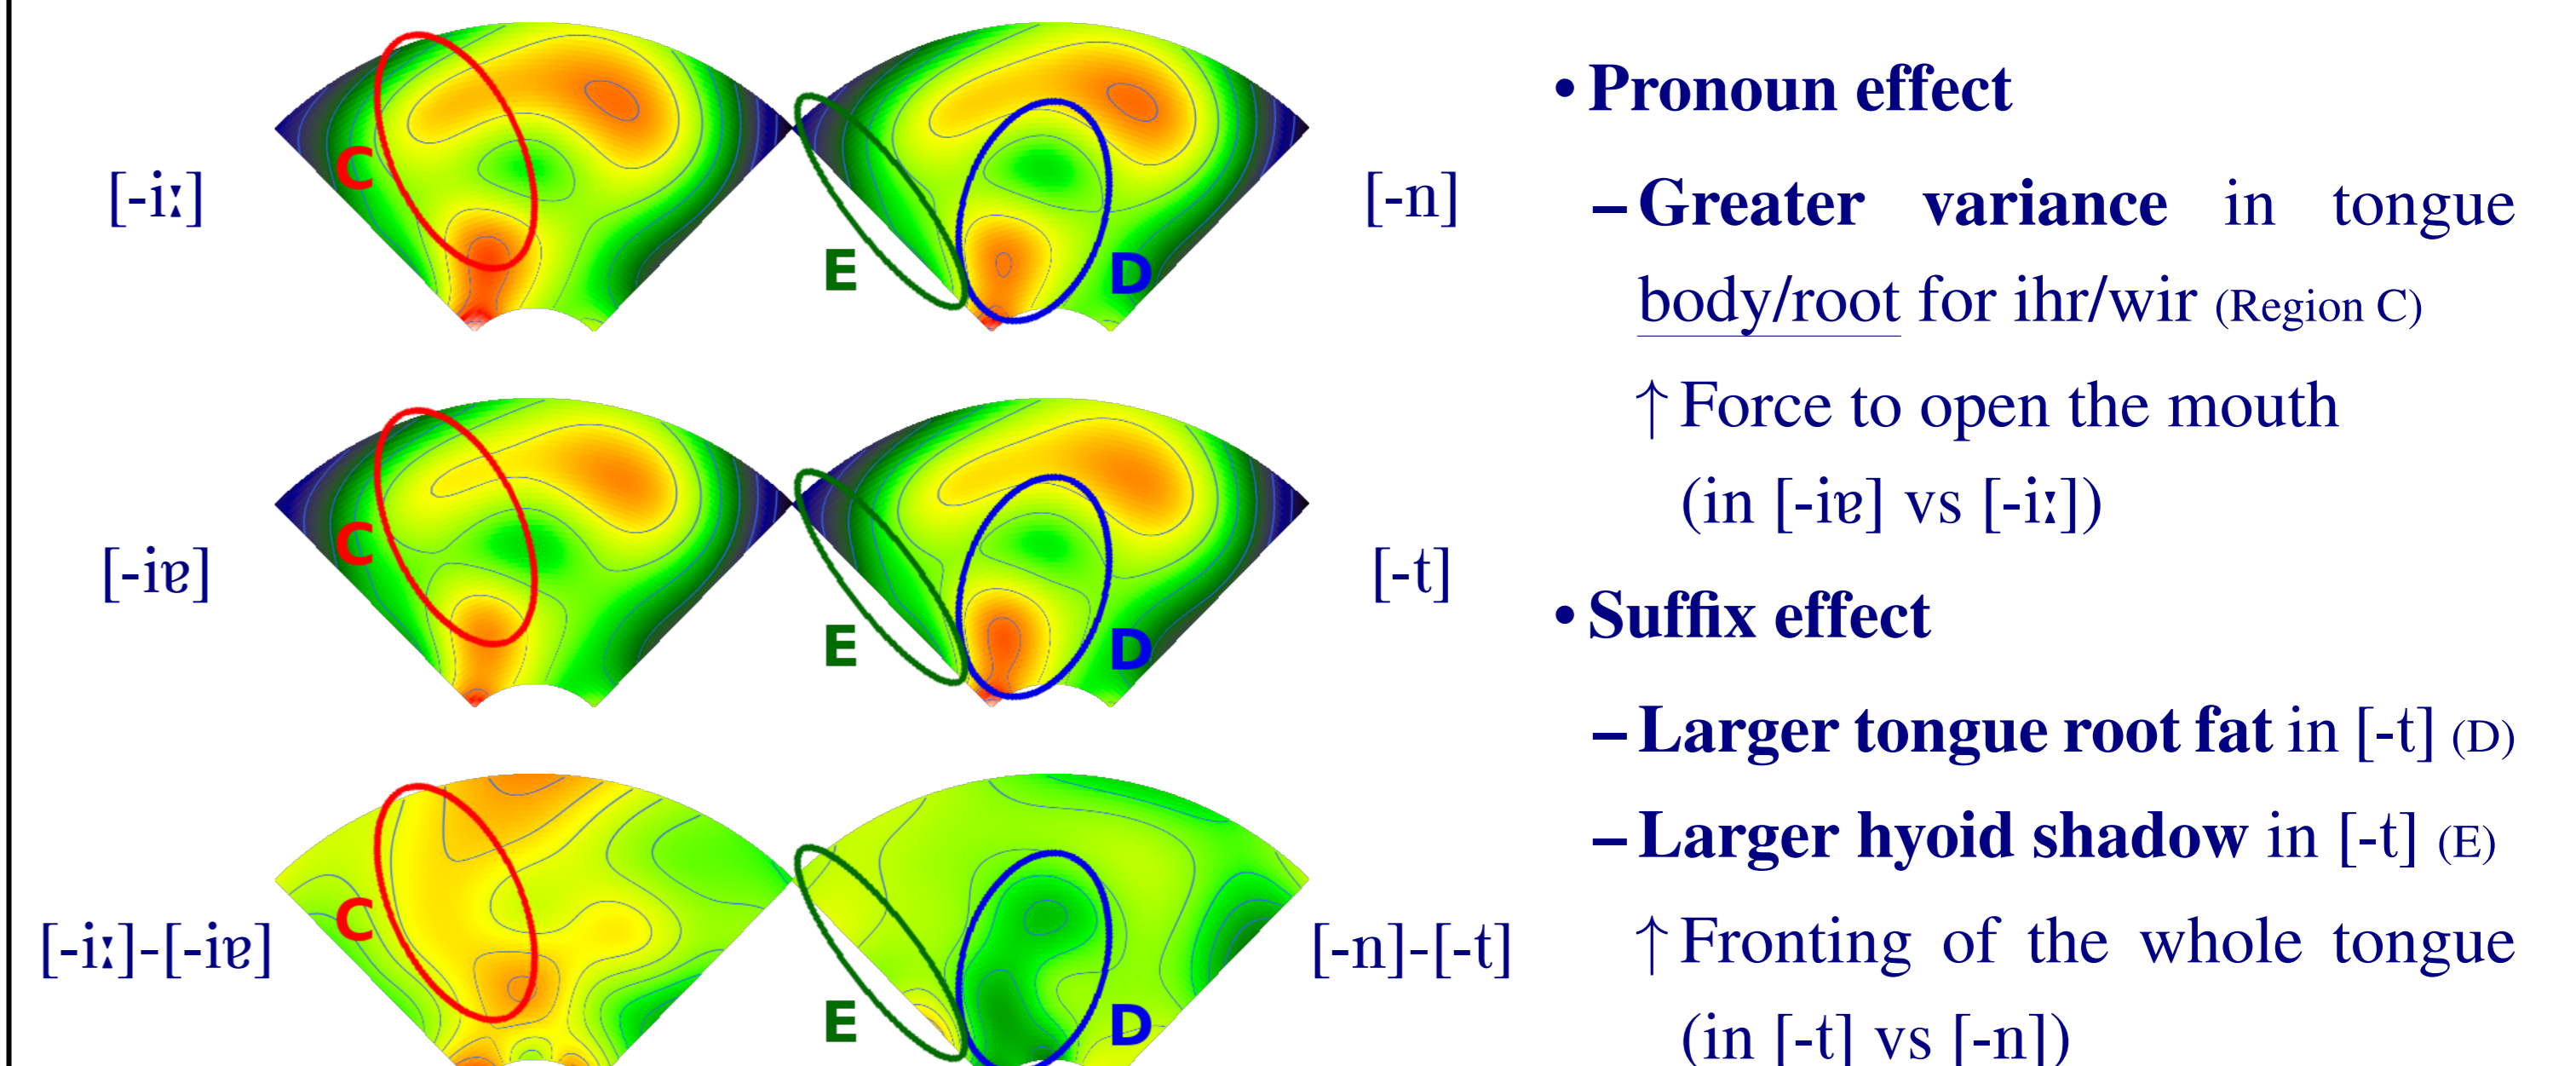 [-iː]
C
E
D
[-n]
[-iɐ]
C
E
D
[-t]
[-iː]-[-iɐ]
C
E
D
[-n]-[-t]
• Pronoun effect
– Greater variance in tongue
body/root for ihr/wir (Region C)
↑ Force to open the mouth
(in [-iɐ] vs [-iː])
• Suffix effect
– Larger tongue root fat in [-t] (D)
– Larger hyoid shadow in [-t] (E)
↑ Fronting of the whole tongue
(in [-t] vs [-n])